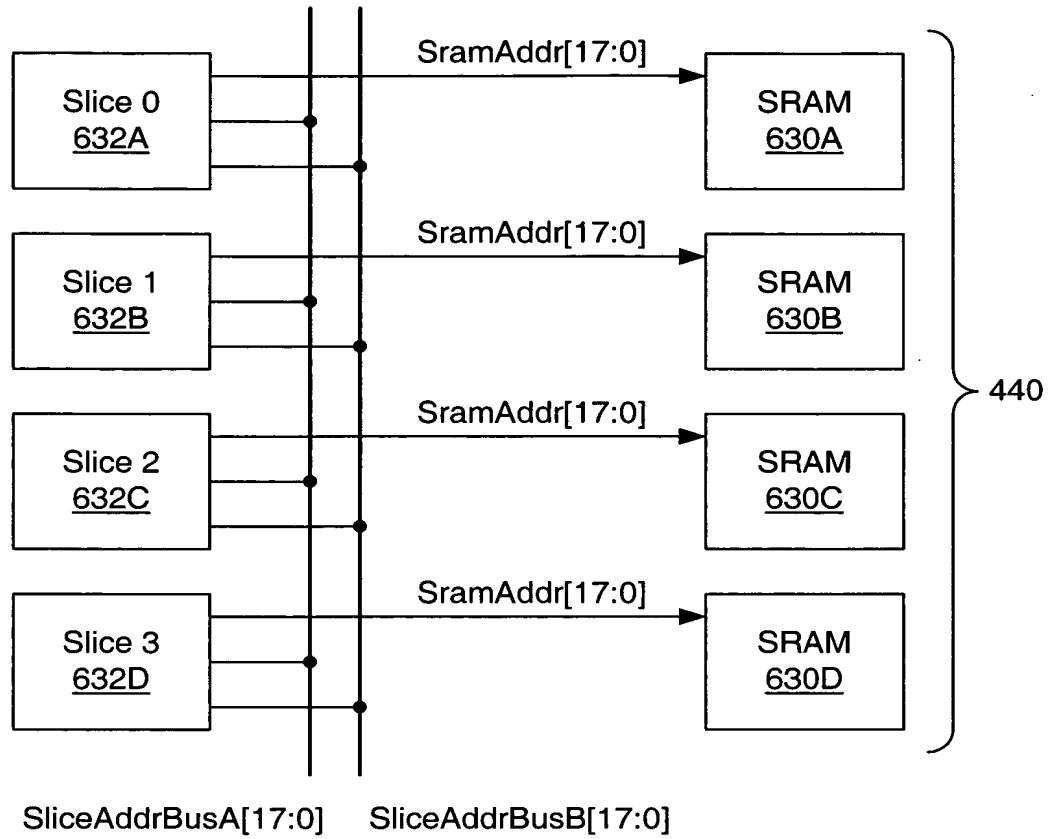 SramAddr[17:0]
Slice 0
632A
SRAM
630A
SramAddr[17:0]
Slice 1
632B
SRAM
630B
440
SramAddr[17:0]
Slice 2
632C
SRAM
630C
SramAddr[17:0]
Slice 3
632D
SRAM
630D
SliceAddrBusA[17:0]
SliceAddrBusB[17:0]